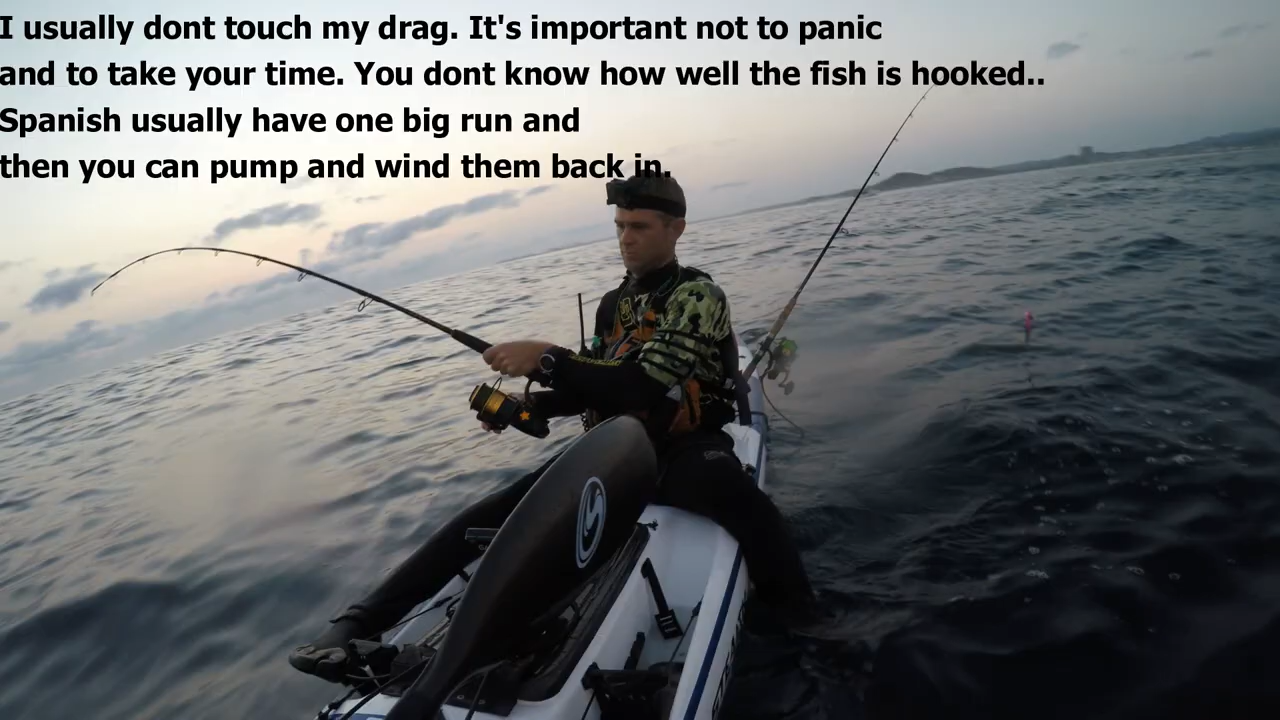 I usually dont touch my drag. It's important not to panic
and to take your time. You dont know how well the fish is hooked..
Spanish usually have one big run and
then you can pump and wind them back in.